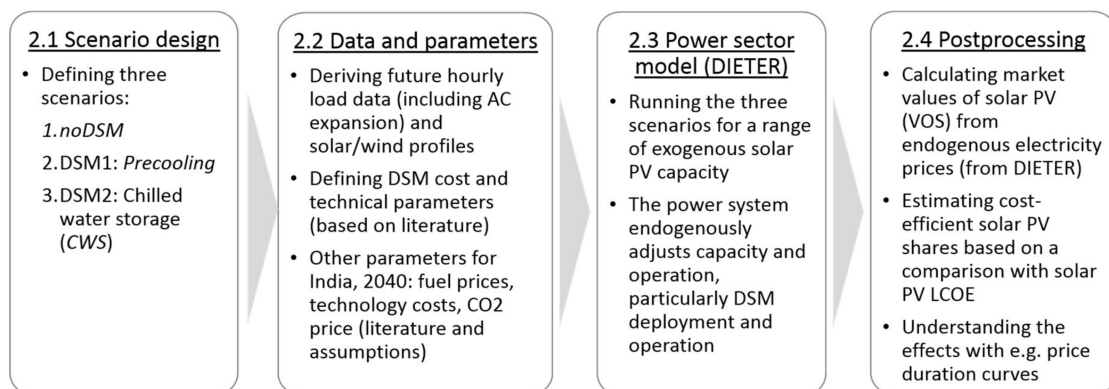 2.1 Scenario design
• Defining three
scenarios:
1. noDSM
2. DSM1: Precooling
3. DSM2: Chilled
water storage
(CWS)
2.2 Data and parameters
• Deriving future hourly
load data (including AC
expansion) and
solar/wind profiles
• Defining DSM cost and
technical parameters
(based on literature)
• Other parameters for
India, 2040: fuel prices,
technology costs, CO2
price (literature and
assumptions)
2.3 Power sector
model (DIETER)
• Running the three
scenarios for a range
of exogenous solar
PV capacity
• The power system
endogenously
adjusts capacity and
operation,
particularly DSM
deployment and
operation
2.4 Postprocessing
• Calculating market
values of solar PV
(VOS) from
endogenous electricity
prices (from DIETER)
• Estimating cost-
efficient solar PV
shares based on a
comparison with solar
PV LCOE
• Understanding the
effects with e.g. price
duration curves